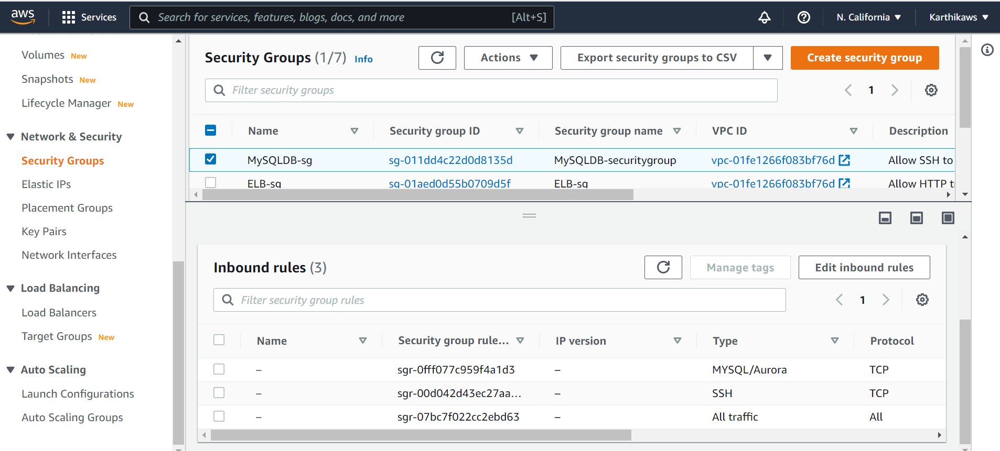 aws
Services
Search for services, features, blogs, docs, and more [Alt+S]
N. California
Karthikaws
Volumes New
Snapshots New
Lifecycle Manager New
Network & Security
Security Groups
Elastic IPs
Placement Groups
Key Pairs
Network Interfaces
Load Balancing
Load Balancers
Target Groups New
Auto Scaling
Launch Configurations
Auto Scaling Groups
Security Groups (1/7) Info
Actions
Export security groups to CSV
Create security group
Filter security groups
1
Name Security group ID Security group name VPC ID Description
MySQLDB-sg sg-011dd4c22d0d8135d MySQLDB-securitygroup vpc-01fe1266f083bf76d Allow SSH to
ELB-sg sg-01aed0d55b0709d5f ELB-sg vpc-01fe1266f083bf76d Allow HTTP
Inbound rules (3)
Manage tags
Edit inbound rules
Filter security group rules
1
Name Security group rule... IP version Type Protocol
– sgr-0fff077c959f4a1d3 – MYSQL/Aurora TCP
– sgr-00d042d43ec27aa... – SSH TCP
– sgr-07bc7f022cc2ebd63 – All traffic All